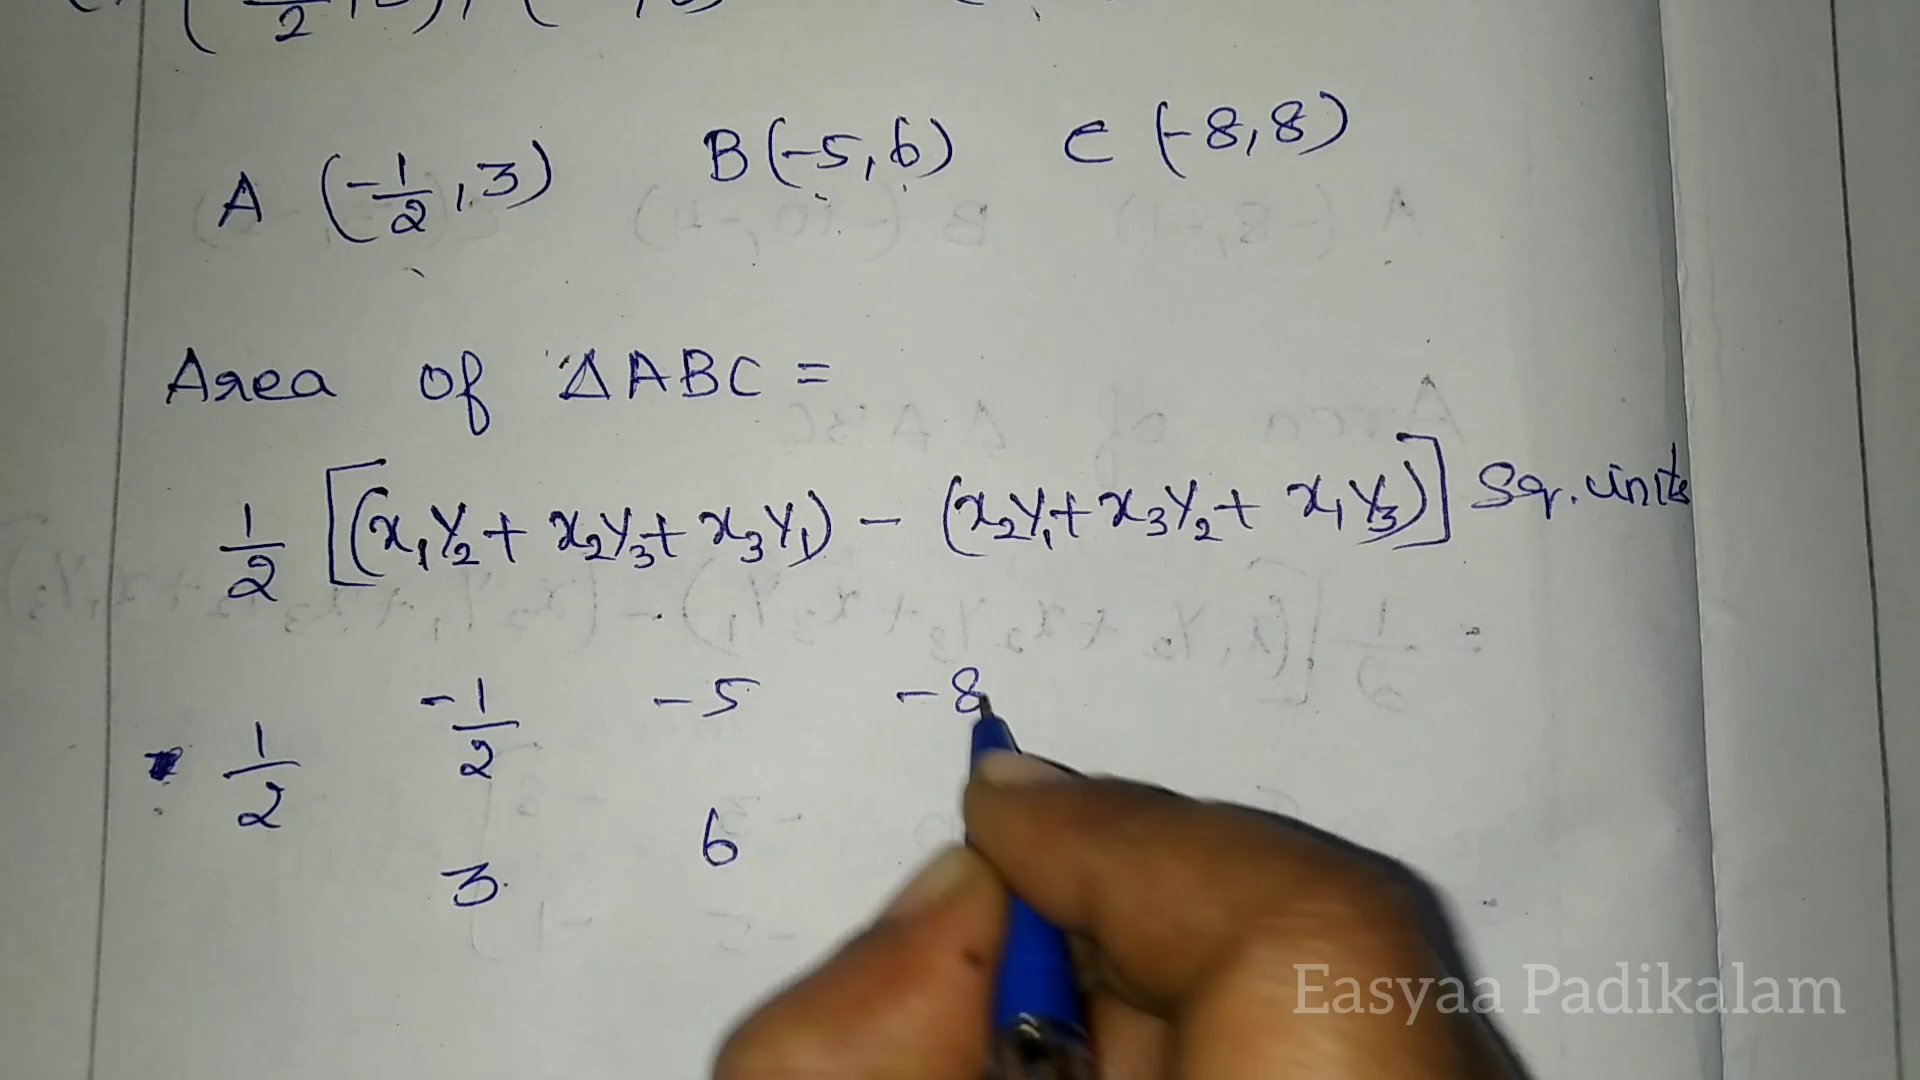 A (-1/2, 3) B(-5, 6) C (-8, 8)
Area of ΔABC =
1/2 [(x₁y₂ + x₂y₃ + x₃y₁) - (x₂y₁ + x₃y₂ + x₁y₃)] Sq. units
1/2 -1/2 -5 -8
3 6
Easyaa Padikalam